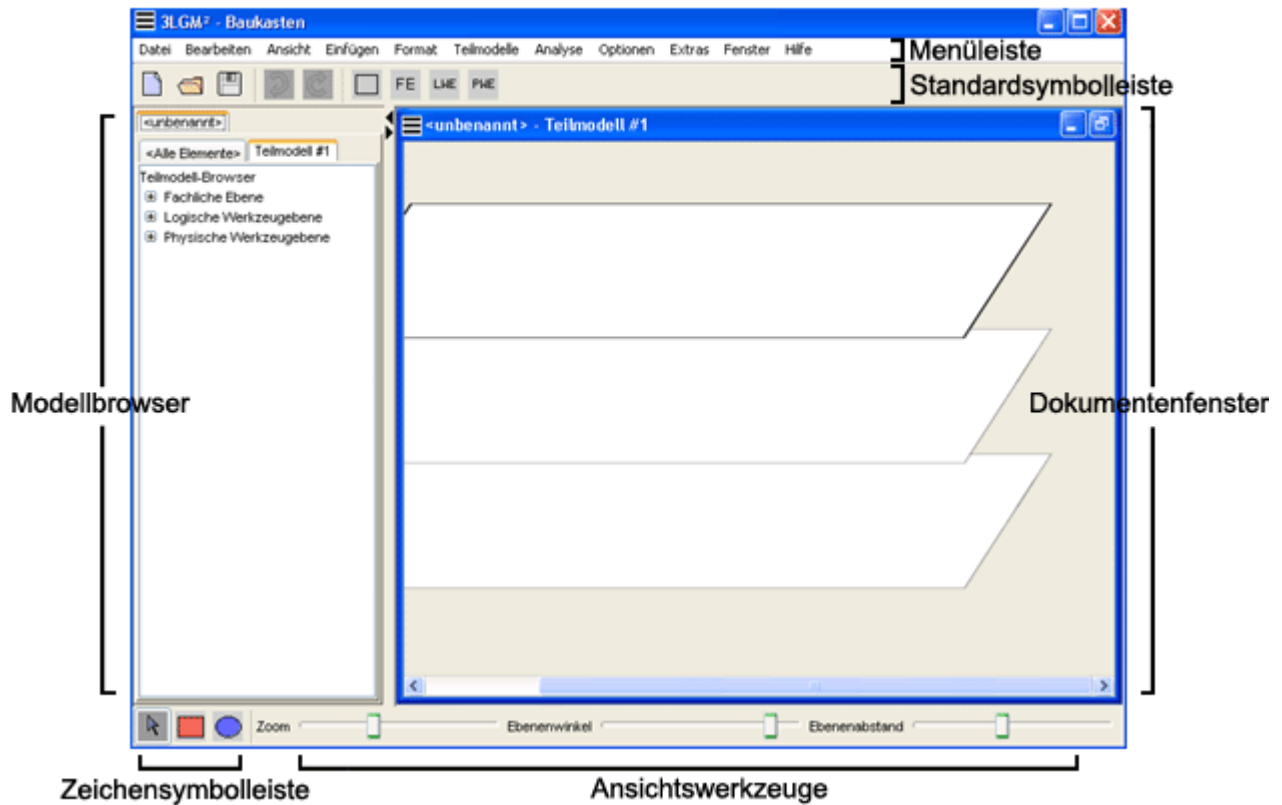 3LGM² - Baukasten
Datei Bearbeiten Ansicht Einfügen Format Teilmodelle Analyse Optionen Extras Fenster Hilfe
Menüleiste
FE LWE PWE
Standardsymbolleiste
<unbenannt>
<unbenannt> - Teilmodell #1
<Alle Elemente> Teilmodell #1
Teilmodell-Browser
Fachliche Ebene
Logische Werkzeugebene
Physische Werkzeugebene
Modellbrowser
Dokumentenfenster
Zoom Ebenenwinkel Ebenenabstand
Zeichensymbolleiste
Ansichtswerkzeuge